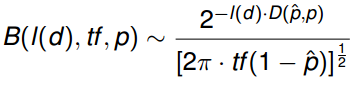 B(l(d), tf, p) ∼ 2^{−l(d)·D(p̂,p)} / [2π · tf(1 − p̂)]^{1/2}